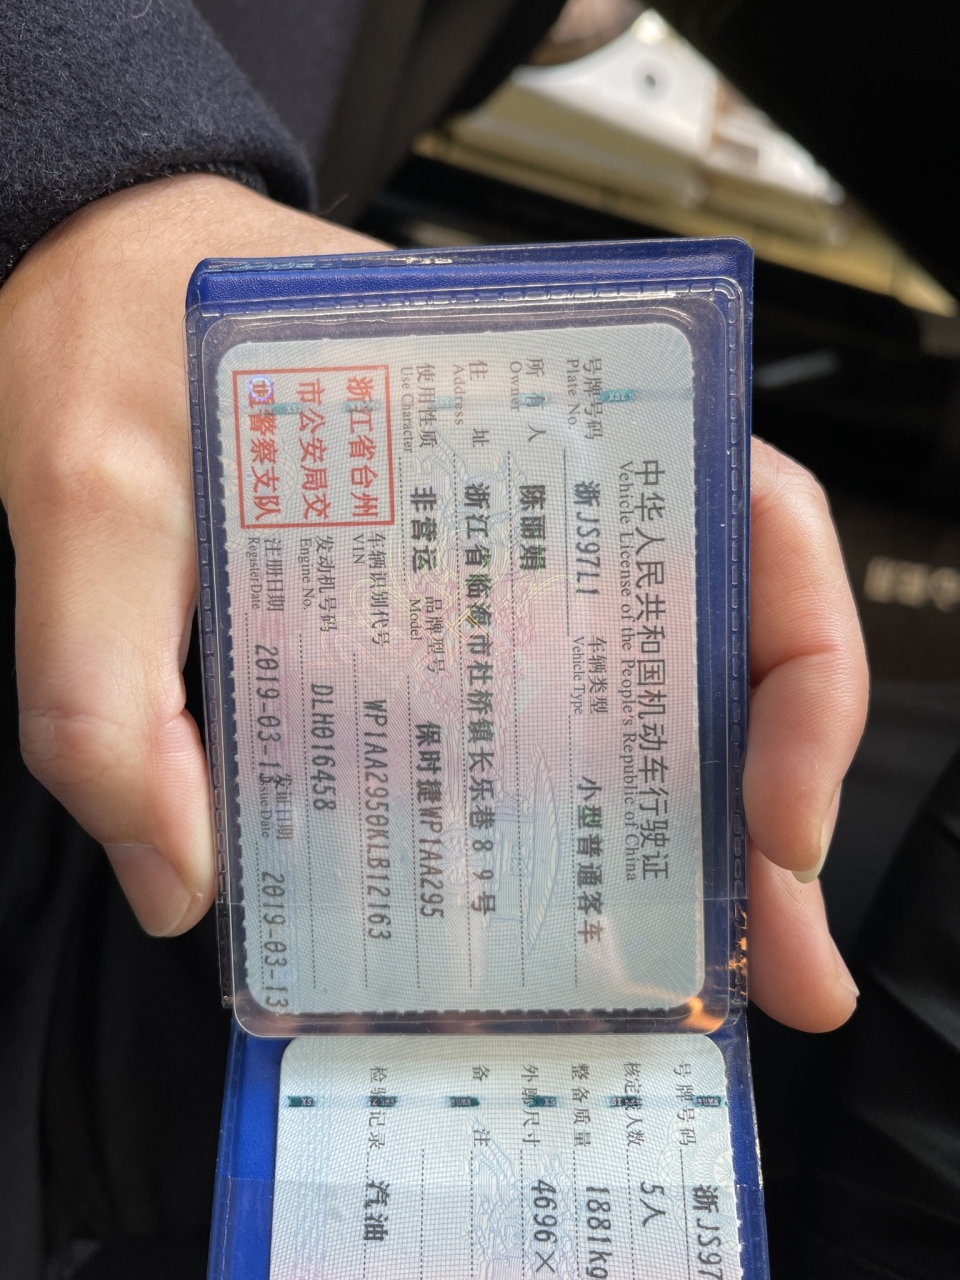 中华人民共和国机动车行驶证
Vehicle License of the People's Republic of China
号牌号码 浙JS97L1 车辆类型 小型普通客车
Plate No. Vehicle Type
所有人 陈丽娟
Owner
住址 浙江省临海市杜桥镇长乐巷89号
Address
使用性质 非营运 品牌型号 保时捷WP1AA295
Use Character Model
浙江省台州
市公安局交
警察支队
车辆识别代号 WP1AA2950KLB12163
VIN
发动机号码 DLH016458
Engine No.
注册日期 2019-03-13 发证日期 2019-03-13
Register Date Issue Date
号牌号码 浙JS97
核定载人数 5人
整备质量 1881kg
外廓尺寸 4696×
备注
检验记录 汽油